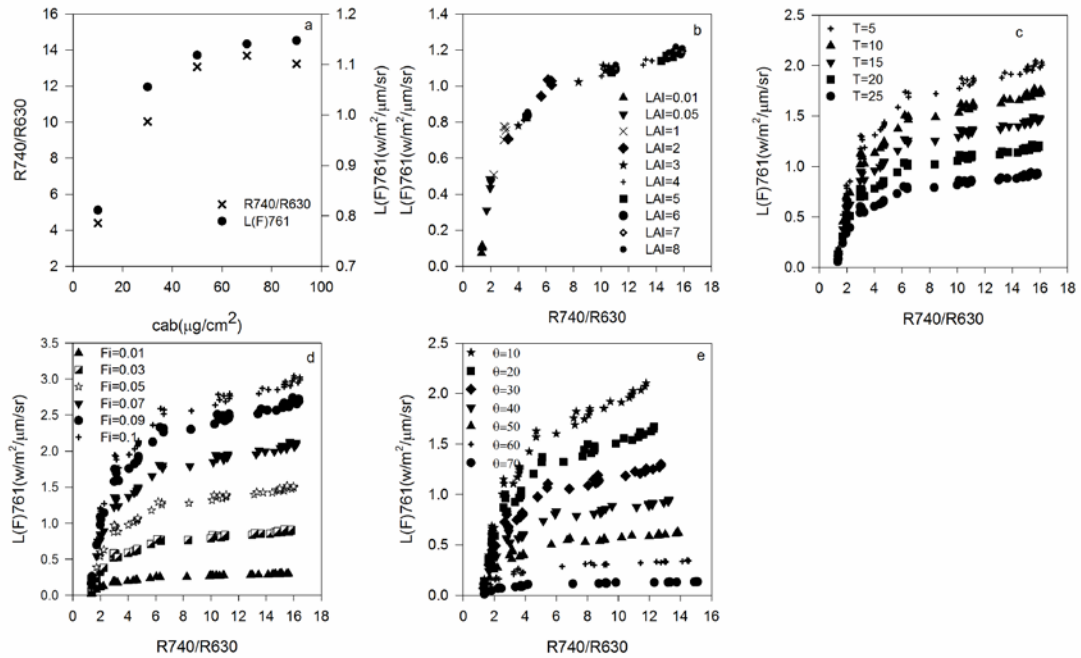 a
16
14
12
10
8
6
4
2
R740/R630
1.2
1.1
1.0
0.9
0.8
0.7
L(F)761(w/m²/μm/sr)
R740/R630
L(F)761
0 20 40 60 80 100
cab(μg/cm²)
b
1.4
1.2
1.0
0.8
0.6
0.4
0.2
0.0
L(F)761(w/m²/μm/sr)
LAI=0.01
LAI=0.05
LAI=1
LAI=2
LAI=3
LAI=4
LAI=5
LAI=6
LAI=7
LAI=8
0 2 4 6 8 10 12 14 16
R740/R630
c
2.5
2.0
1.5
1.0
0.5
0.0
L(F)761(w/m²/μm/sr)
T=5
T=10
T=15
T=20
T=25
0 2 4 6 8 10 12 14 16 18
R740/R630
d
3.5
3.0
2.5
2.0
1.5
1.0
0.5
0.0
L(F)761(w/m²/μm/sr)
Fi=0.01
Fi=0.03
Fi=0.05
Fi=0.07
Fi=0.09
Fi=0.1
0 2 4 6 8 10 12 14 16 18
R740/R630
e
2.5
2.0
1.5
1.0
0.5
0.0
L(F)761(w/m²/μm/sr)
θ=10
θ=20
θ=30
θ=40
θ=50
θ=60
θ=70
0 2 4 6 8 10 12 14 16
R740/R630